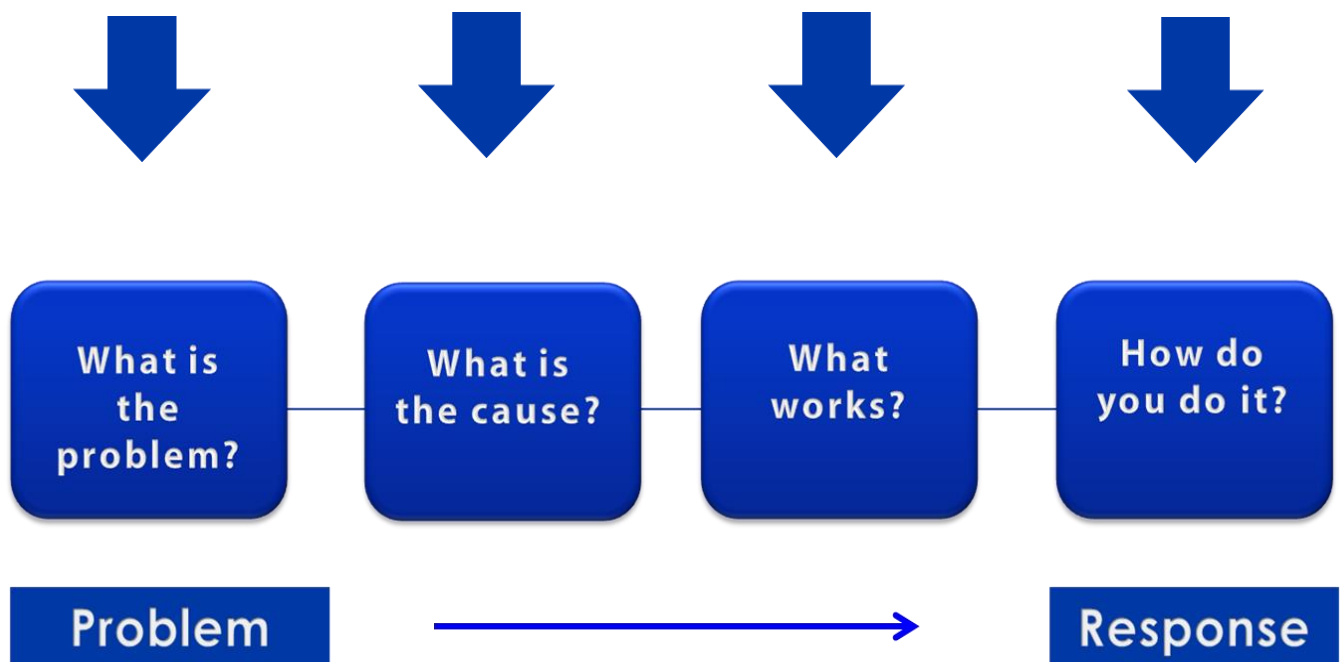 What is
the
problem?
What is
the cause?
What
works?
How do
you do it?
Problem
Response